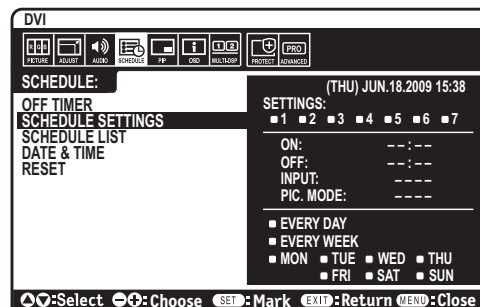 DVI
RGB PICTURE ADJUST AUDIO SCHEDULE PIP OSD 12 MULTI-DSP PROTECT PRO ADVANCED
SCHEDULE:
OFF TIMER
SCHEDULE SETTINGS
SCHEDULE LIST
DATE & TIME
RESET
(THU) JUN.18.2009 15:38
SETTINGS:
1 2 3 4 5 6 7
ON: --:--
OFF: --:--
INPUT: ----
PIC. MODE: ----
EVERY DAY
EVERY WEEK
MON TUE WED THU
FRI SAT SUN
:Select :Choose SET:Mark EXIT:Return MENU:Close